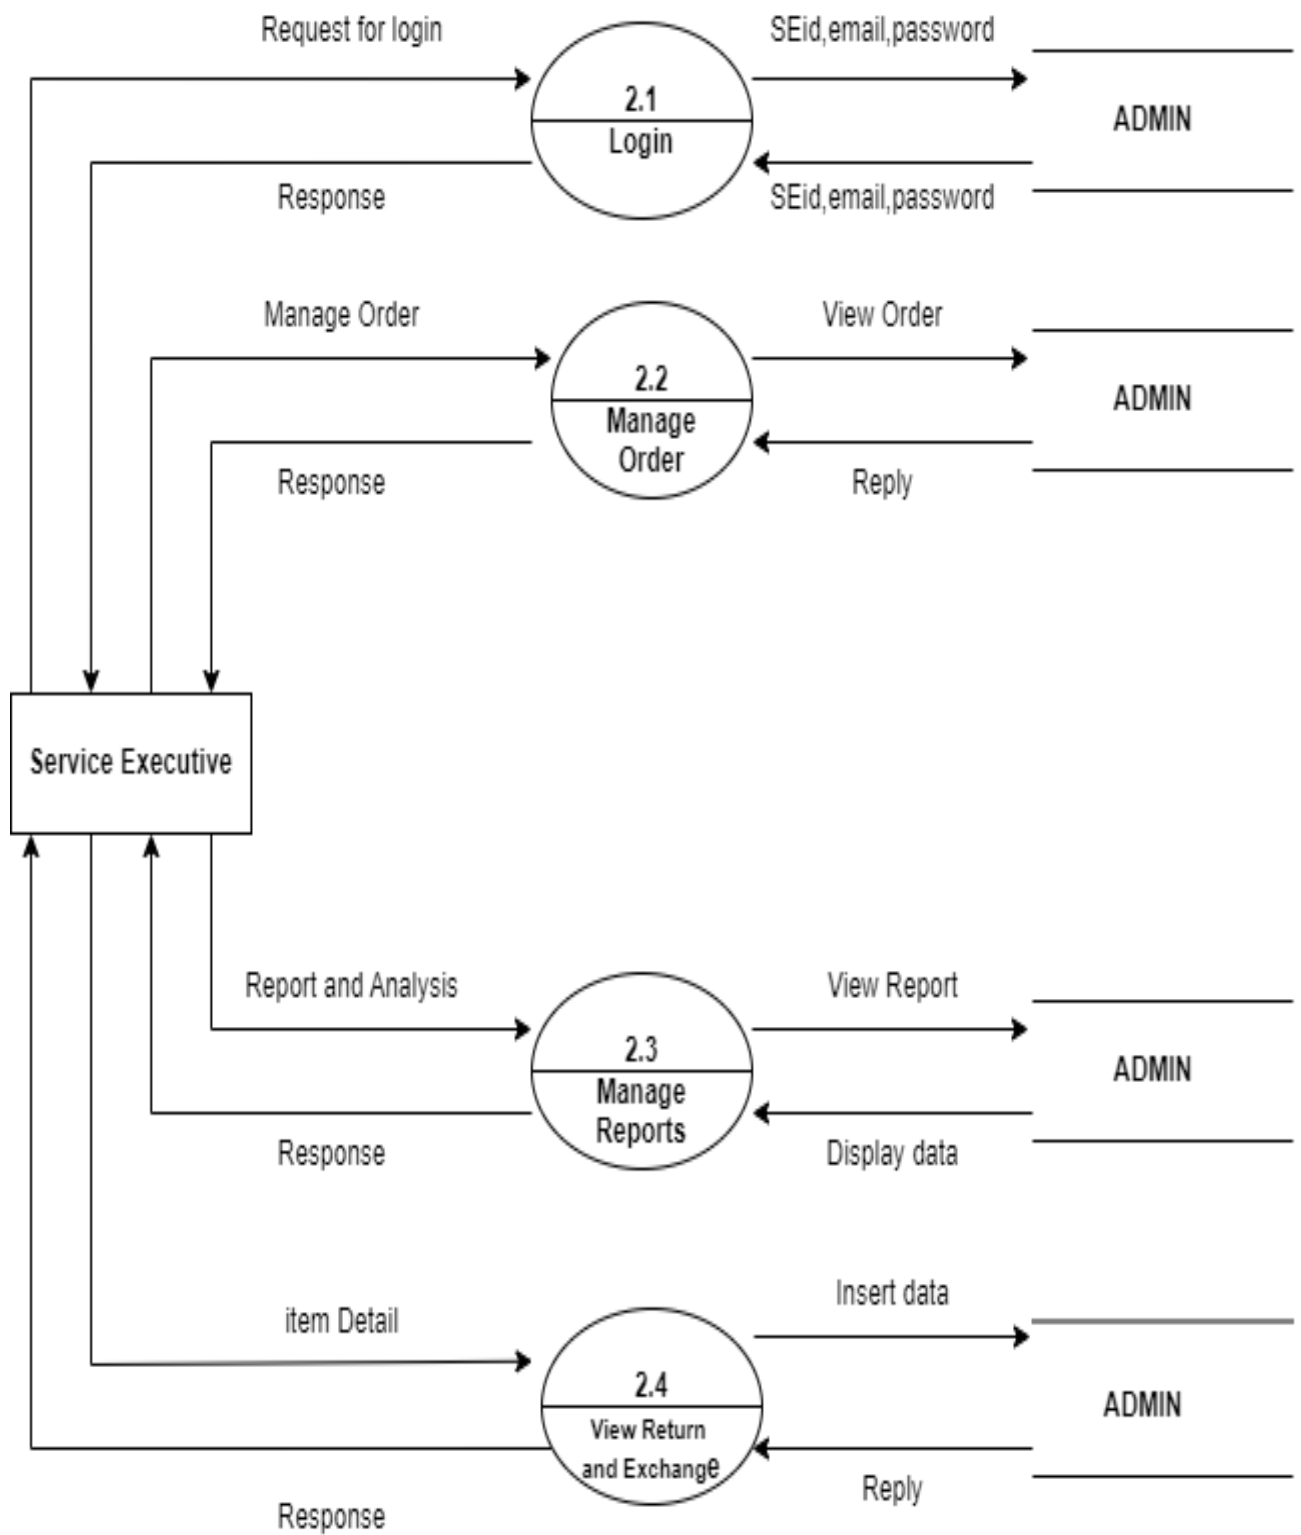 Request for login
SEid,email,password
2.1
Login
ADMIN
Response
SEid,email,password
Manage Order
View Order
2.2
Manage
Order
ADMIN
Response
Reply
Service Executive
Report and Analysis
View Report
2.3
Manage
Reports
ADMIN
Response
Display data
item Detail
Insert data
2.4
View Return
and Exchange
ADMIN
Response
Reply